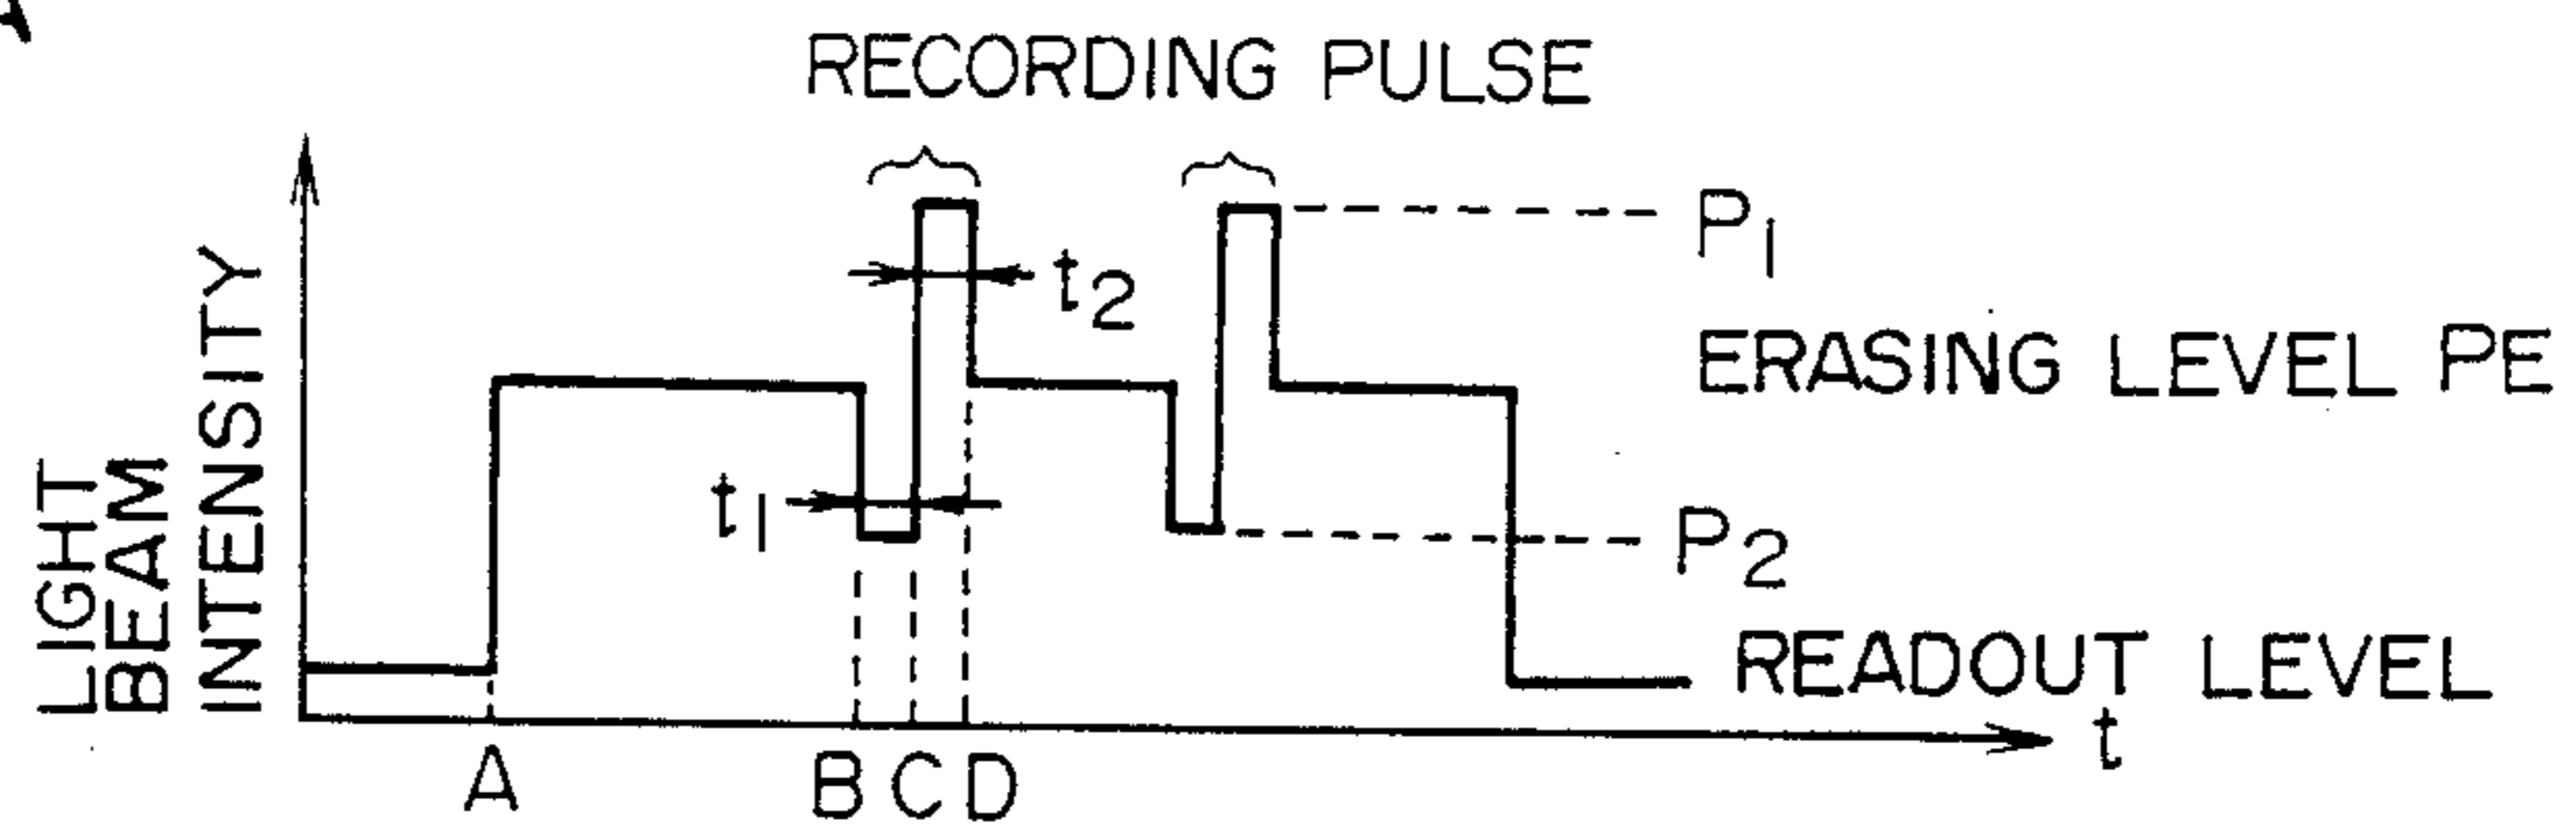 RECORDING PULSE
P1
t2
ERASING LEVEL PE
t1
P2
LIGHT
BEAM
INTENSITY
READOUT LEVEL
t
A
B C D